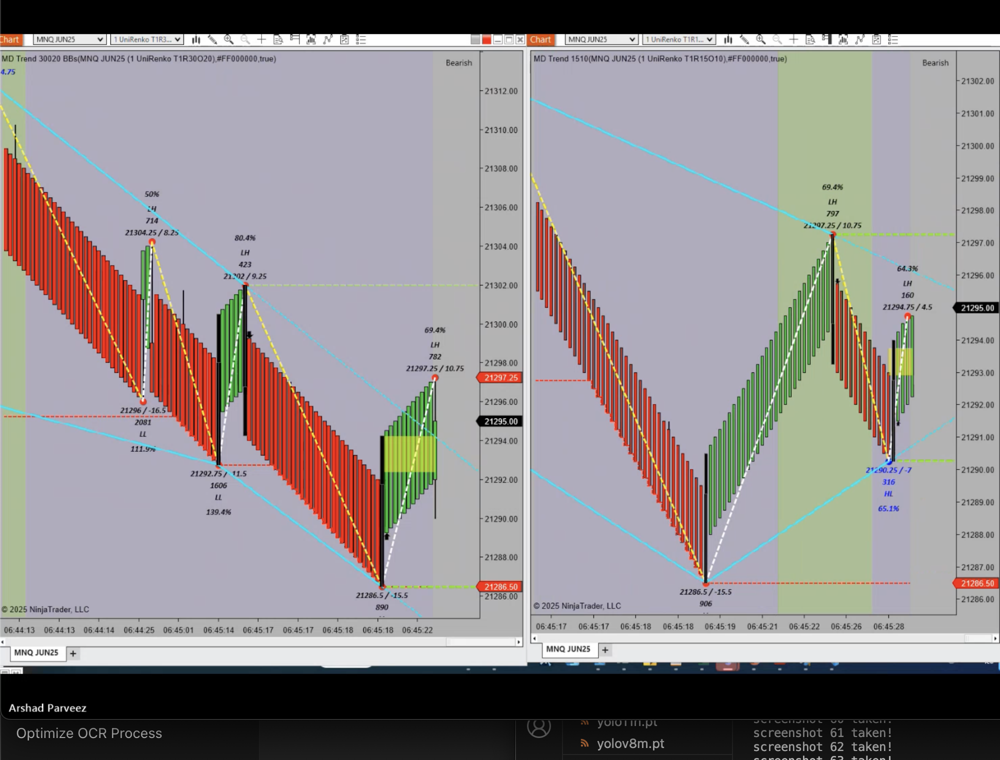 Chart
MNQ JUN25
1 UniRenko T1R3...
MD Trend 30020 BBs(MNQ JUN25 (1 UniRenko T1R30O20),#FF000000,true)
Bearish
4.75
50%
LH
714
21304.25 / 8.25
80.4%
LH
423
21302 / 9.25
69.4%
LH
782
21297.25 / 10.75
21296 / -16.5
2081
LL
111.9%
21292.75 / -11.5
1606
LL
139.4%
21286.5 / -15.5
890
21312.00
21310.00
21308.00
21306.00
21304.00
21302.00
21300.00
21298.00
21297.25
21296.00
21295.00
21294.00
21292.00
21290.00
21288.00
21286.50
21286.00
© 2025 NinjaTrader, LLC
06:44:13
06:44:13
06:44:14
06:44:25
06:45:01
06:45:14
06:45:17
06:45:17
06:45:18
06:45:18
06:45:22
MNQ JUN25
+
Chart
MNQ JUN25
1 UniRenko T1R1...
MD Trend 1510(MNQ JUN25 (1 UniRenko T1R15O10),#FF000000,true)
Bearish
69.4%
LH
797
21297.25 / 10.75
64.3%
LH
160
21294.75 / 4.5
21290.25 / -7
316
HL
65.1%
21286.5 / -15.5
906
21302.00
21301.00
21300.00
21299.00
21298.00
21297.00
21296.00
21295.00
21294.00
21293.00
21292.00
21291.00
21290.00
21289.00
21288.00
21287.00
21286.50
21286.00
© 2025 NinjaTrader, LLC
06:45:17
06:45:17
06:45:18
06:45:18
06:45:19
06:45:21
06:45:22
06:45:26
06:45:28
MNQ JUN25
+
Arshad Parveez
Optimize OCR Process
yolo11n.pt
yolov8m.pt
screenshot 60 taken!
screenshot 61 taken!
screenshot 62 taken!
screenshot 63 taken!